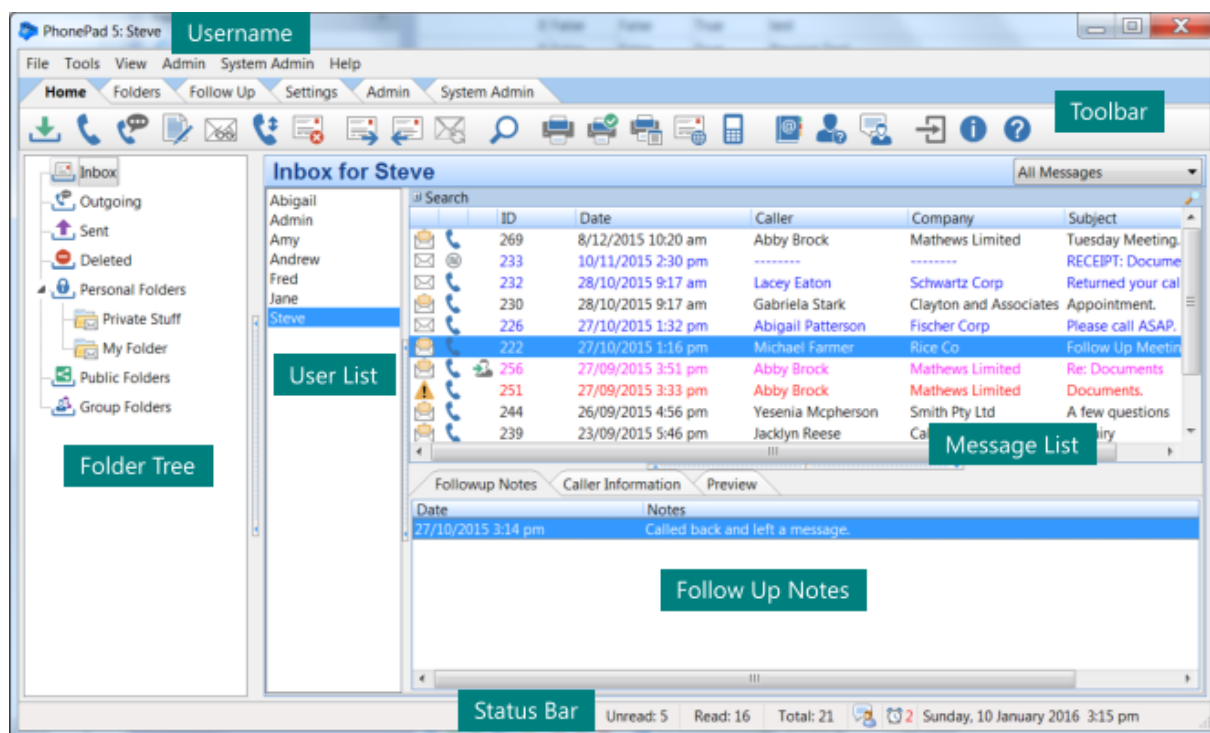 PhonePad 5: Steve
Username
File Tools View Admin System Admin Help
Home Folders Follow Up Settings Admin System Admin
Toolbar
Inbox
Outgoing
Sent
Deleted
Personal Folders
Private Stuff
My Folder
Public Folders
Group Folders
Folder Tree
Inbox for Steve
All Messages
Abigail
Admin
Amy
Andrew
Fred
Jane
Steve
User List
Search
ID Date Caller Company Subject
269 8/12/2015 10:20 am Abby Brock Mathews Limited Tuesday Meeting.
233 10/11/2015 2:30 pm -------- -------- RECEIPT: Docume
232 28/10/2015 9:17 am Lacey Eaton Schwartz Corp Returned your cal
230 28/10/2015 9:17 am Gabriela Stark Clayton and Associates Appointment.
226 27/10/2015 1:32 pm Abigail Patterson Fischer Corp Please call ASAP.
222 27/10/2015 1:16 pm Michael Farmer Rice Co Follow Up Meetin
256 27/09/2015 3:51 pm Abby Brock Mathews Limited Re: Documents
251 27/09/2015 3:33 pm Abby Brock Mathews Limited Documents.
244 26/09/2015 4:56 pm Yesenia Mcpherson Smith Pty Ltd A few questions
239 23/09/2015 5:46 pm Jacklyn Reese
Message List
Followup Notes Caller Information Preview
Date Notes
27/10/2015 3:14 pm Called back and left a message.
Follow Up Notes
Status Bar
Unread: 5 Read: 16 Total: 21 2 Sunday, 10 January 2016 3:15 pm